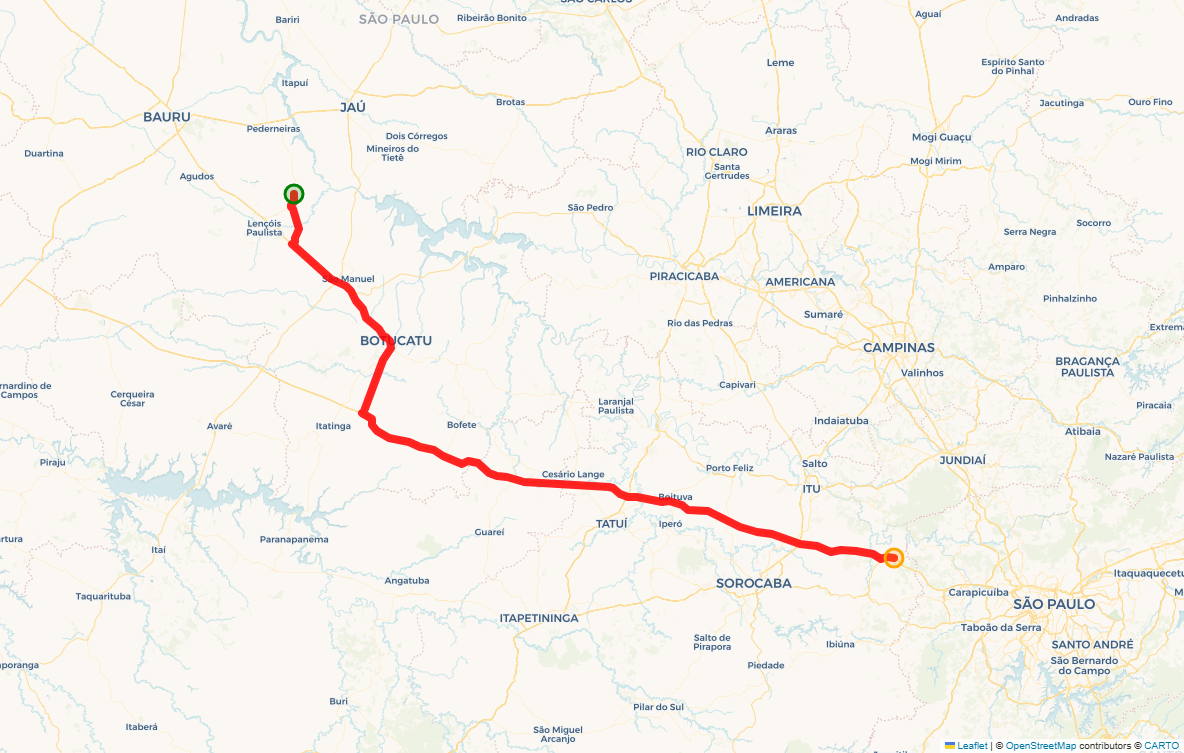 SÃO CARLOS
Bariri
SÃO PAULO
Ribeirão Bonito
Aguaí
Andradas
Leme
Espírito Santo
do Pinhal
Itapuí
JAÚ
Brotas
Jacutinga
Ouro Fino
BAURU
Pederneiras
Dois Córregos
Araras
Mogi Guaçu
Duartina
Mineiros do
Tietê
RIO CLARO
Mogi Mirim
Agudos
Santa
Gertrudes
São Pedro
LIMEIRA
Lençóis
Paulista
Socorro
Serra Negra
Amparo
São Manuel
PIRACICABA
AMERICANA
Pinhalzinho
Sumaré
Rio das Pedras
Extrema
BOTUCATU
CAMPINAS
BRAGANÇA
PAULISTA
Valinhos
Bernardino de
Campos
Cerqueira
César
Capivari
Laranjal
Paulista
Piracaia
Avaré
Itatinga
Bofete
Indaiatuba
Atibaia
Piraju
Cesário Lange
Porto Feliz
Salto
JUNDIAÍ
Nazaré Paulista
ITU
Boituva
TATUÍ
Iperó
Guareí
Paranapanema
Itaí
Angatuba
SOROCABA
Itaquaquecetu
Taquarituba
Carapicuíba
SÃO PAULO
ITAPETININGA
Taboão da Serra
Salto de
Pirapora
Ibiúna
SANTO ANDRÉ
São Bernardo
do Campo
Piedade
Buri
Pilar do Sul
Itaberá
São Miguel
Arcanjo
Leaflet | © OpenStreetMap contributors © CARTO